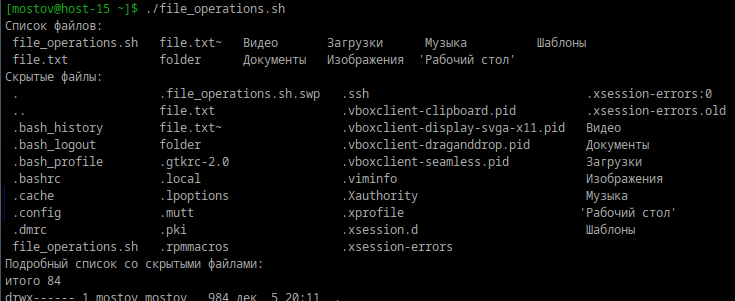 [mostov@host-15 ~]$ ./file_operations.sh
Список файлов:
file_operations.sh file.txt~ Видео Загрузки Музыка Шаблоны
file.txt folder Документы Изображения 'Рабочий стол'
Скрытые файлы:
. .file_operations.sh.swp .ssh .xsession-errors:0
.. file.txt .vboxclient-clipboard.pid .xsession-errors.old
.bash_history file.txt~ .vboxclient-display-svga-x11.pid Видео
.bash_logout folder .vboxclient-draganddrop.pid Документы
.bash_profile .gtkrc-2.0 .vboxclient-seamless.pid Загрузки
.bashrc .local .viminfo Изображения
.cache .lpoptions .Xauthority Музыка
.config .mutt .xprofile 'Рабочий стол'
.dmrc .pki .xsession.d Шаблоны
file_operations.sh .rpmmacros .xsession-errors
Подробный список со скрытыми файлами:
итого 84
drwx------ 1 mostov mostov 984 дек 5 20:11 .